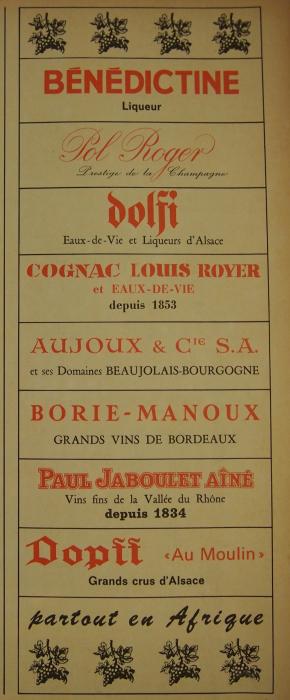 BÉNÉDICTINE
Liqueur
Pol Roger
Prestige de la Champagne
dolfi
Eaux-de-Vie et Liqueurs d'Alsace
COGNAC LOUIS ROYER
et EAUX-DE-VIE
depuis 1853
AUJOUX & CIE S.A.
et ses Domaines BEAUJOLAIS-BOURGOGNE
BORIE-MANOUX
GRANDS VINS DE BORDEAUX
PAUL JABOULET AÎNÉ
Vins fins de la Vallée du Rhône
depuis 1834
Dopff «Au Moulin»
Grands crus d'Alsace
partout en Afrique